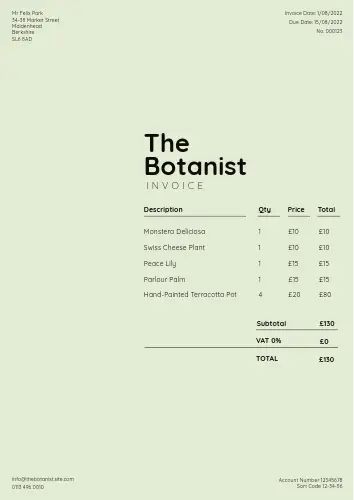 Mr Fells Park
34-38 Market Street
Maidenhead
Berkshire
SL6 8AD
Invoice Date: 1/08/2022
Due Date: 15/08/2022
No: 000123
The
Botanist
INVOICE
Description Qty Price Total
Monstera Deliciosa 1 £10 £10
Swiss Cheese Plant 1 £10 £10
Peace Lily 1 £15 £15
Parlour Palm 1 £15 £15
Hand-Painted Terracotta Pot 4 £20 £80
Subtotal £130
VAT 0% £0
TOTAL £130
info@thebotanist.site.com
0113 496 0010
Account Number 12345678
Sort Code 12-34-56